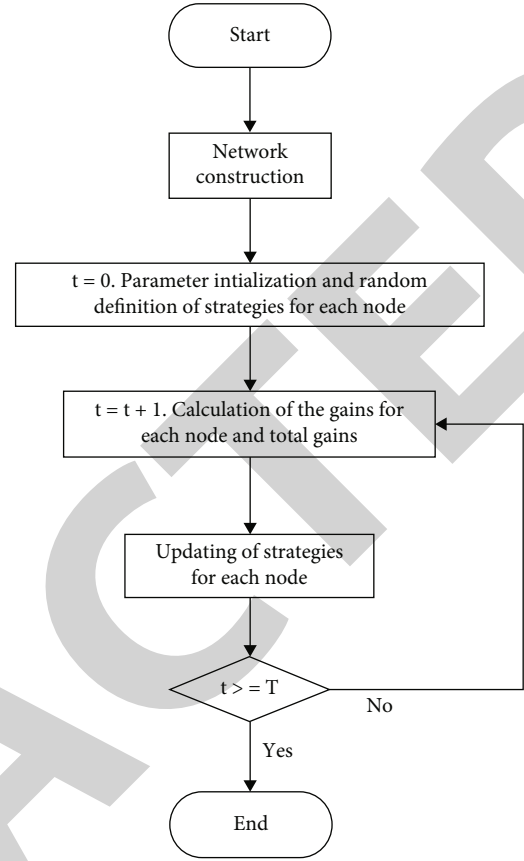 Start
Network
construction
t = 0. Parameter intialization and random
definition of strategies for each node
t = t + 1. Calculation of the gains for
each node and total gains
Updating of strategies
for each node
t > = T
No
Yes
End
ACTED